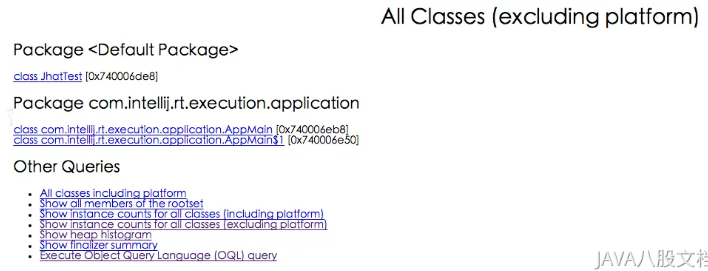 All Classes (excluding platform)
Package <Default Package>
class JhatTest [0x740006de8]
Package com.intellij.rt.execution.application
class com.intellij.rt.execution.application.AppMain [0x740006eb8]
class com.intellij.rt.execution.application.AppMain$1 [0x740006e50]
Other Queries
All classes including platform
Show all members of the rootset
Show instance counts for all classes (including platform)
Show instance counts for all classes (excluding platform)
Show heap histogram
Show finalizer summary
Execute Object Query Language (OQL) query
JAVA八股文档